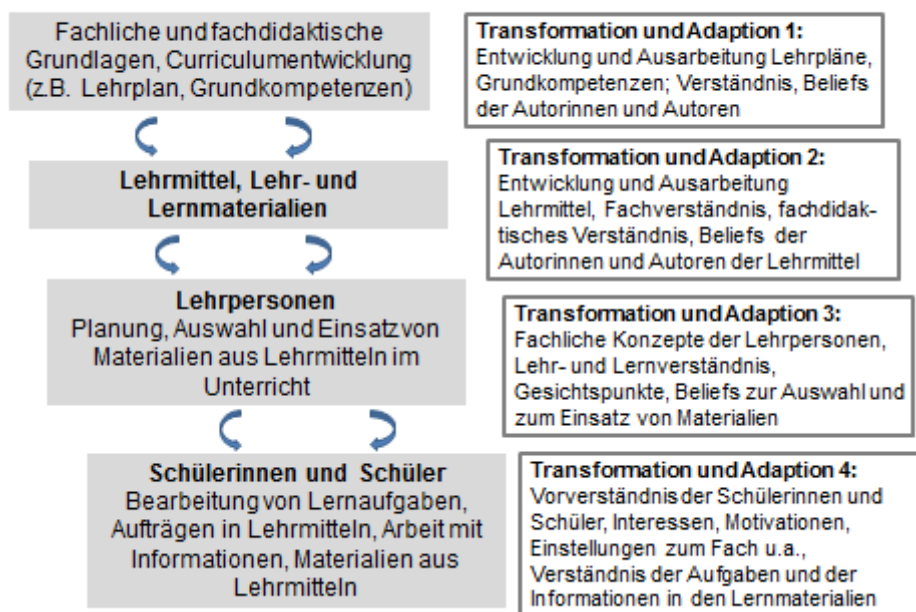 Fachliche und fachdidaktische
Grundlagen, Curriculumentwicklung
(z.B. Lehrplan, Grundkompetenzen)
Transformation und Adaption 1:
Entwicklung und Ausarbeitung Lehrpläne,
Grundkompetenzen; Verständnis, Beliefs
der Autorinnen und Autoren
Lehrmittel, Lehr- und
Lernmaterialien
Transformation und Adaption 2:
Entwicklung und Ausarbeitung
Lehrmittel, Fachverständnis, fachdidak-
tisches Verständnis, Beliefs der
Autorinnen und Autoren der Lehrmittel
Lehrpersonen
Planung, Auswahl und Einsatz von
Materialien aus Lehrmitteln im
Unterricht
Transformation und Adaption 3:
Fachliche Konzepte der Lehrpersonen,
Lehr- und Lernverständnis,
Gesichtspunkte, Beliefs zur Auswahl und
zum Einsatz von Materialien
Schülerinnen und Schüler
Bearbeitung von Lernaufgaben,
Aufträgen in Lehrmitteln, Arbeit mit
Informationen, Materialien aus
Lehrmitteln
Transformation und Adaption 4:
Vorverständnis der Schülerinnen und
Schüler, Interessen, Motivationen,
Einstellungen zum Fach u.a.,
Verständnis der Aufgaben und der
Informationen in den Lernmaterialien